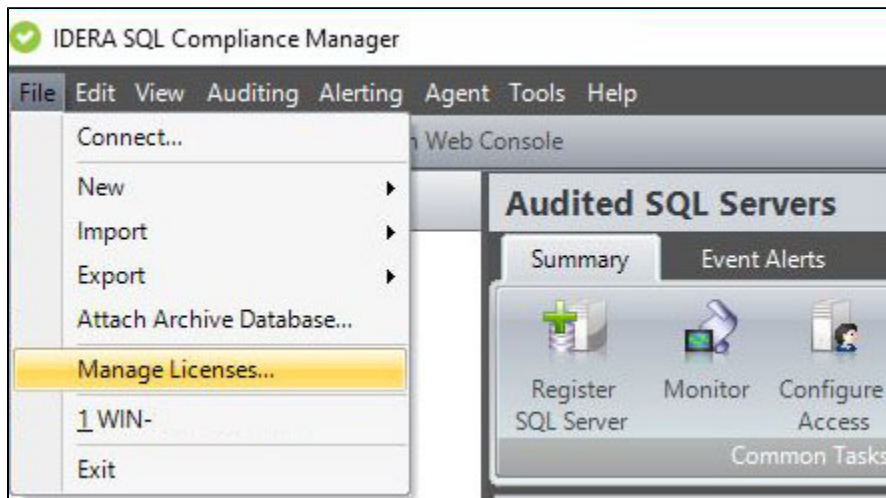 IDERA SQL Compliance Manager
File Edit View Auditing Alerting Agent Tools Help
Connect...
Web Console
New
Import
Export
Attach Archive Database...
Manage Licenses...
1 WIN-
Exit
Audited SQL Servers
Summary Event Alerts
Register SQL Server
Monitor
Configure Access
Common Tasks